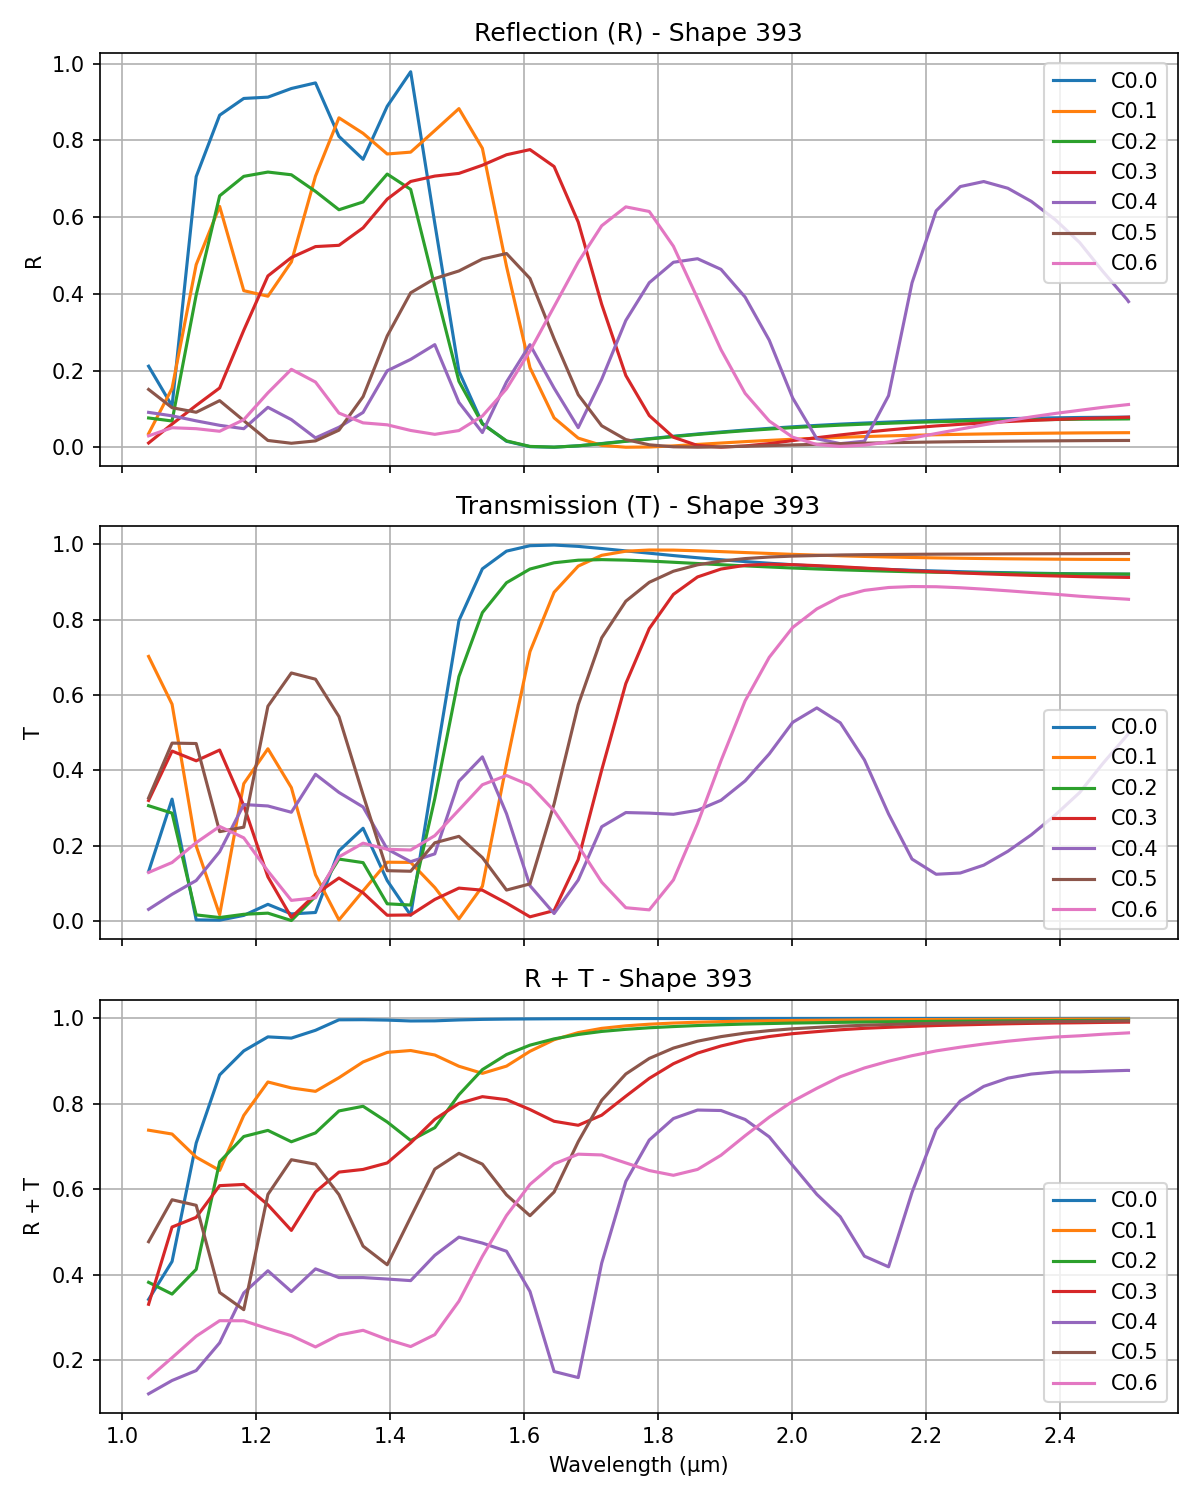 Reflection (R) - Shape 393
1.0
0.8
0.6
0.4
0.2
0.0
R
C0.0
C0.1
C0.2
C0.3
C0.4
C0.5
C0.6
Transmission (T) - Shape 393
1.0
0.8
0.6
0.4
0.2
0.0
T
C0.0
C0.1
C0.2
C0.3
C0.4
C0.5
C0.6
R + T - Shape 393
1.0
0.8
0.6
0.4
0.2
R + T
C0.0
C0.1
C0.2
C0.3
C0.4
C0.5
C0.6
1.0 1.2 1.4 1.6 1.8 2.0 2.2 2.4
Wavelength (μm)